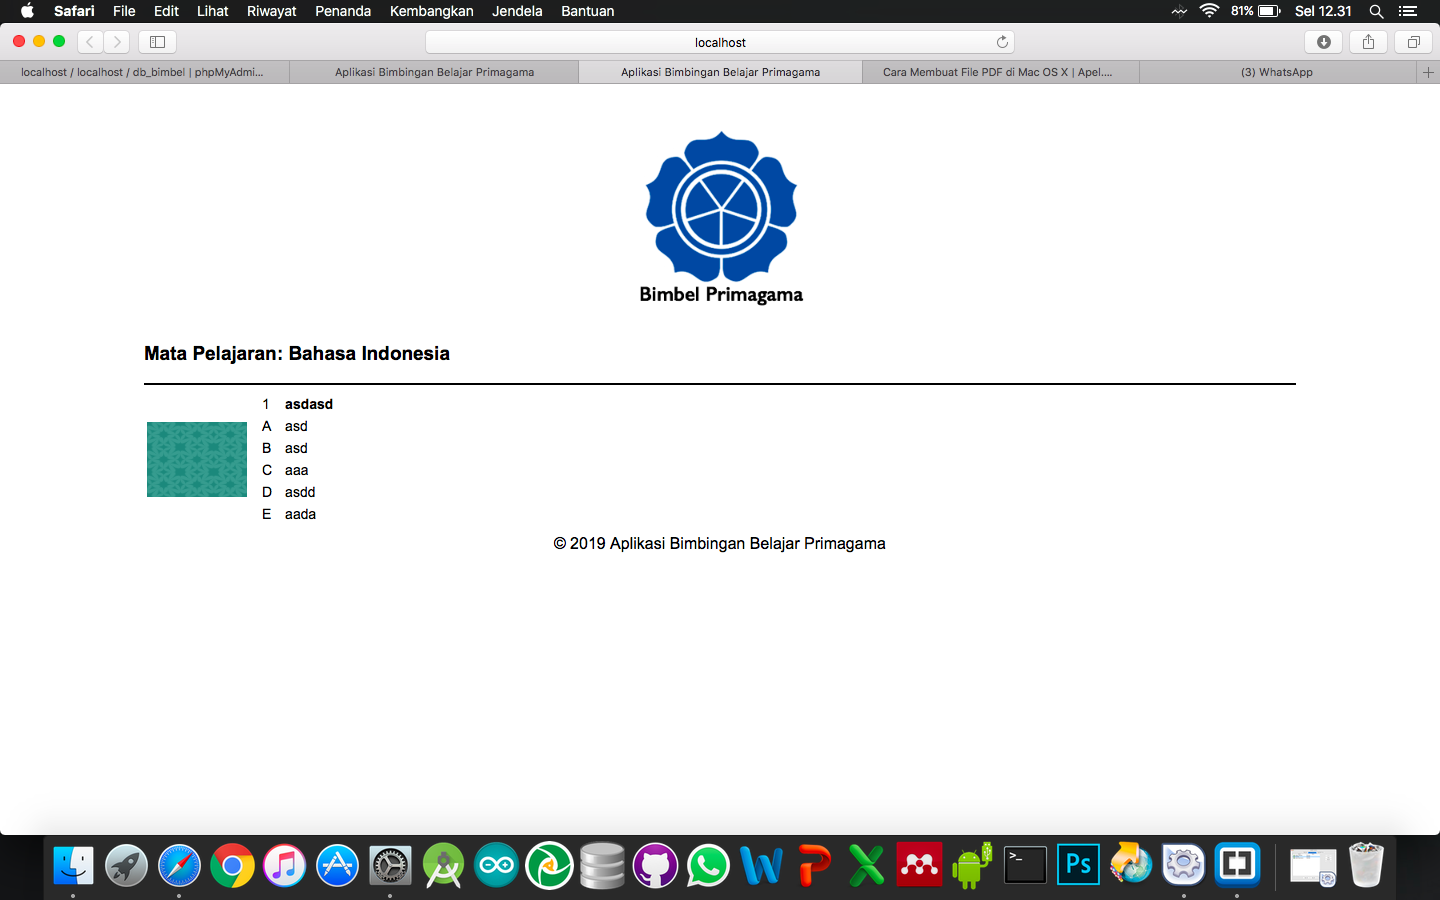 Safari File Edit Lihat Riwayat Penanda Kembangkan Jendela Bantuan 81% Sel 12.31
localhost
localhost / localhost / db_bimbel | phpMyAdmi... Aplikasi Bimbingan Belajar Primagama Aplikasi Bimbingan Belajar Primagama Cara Membuat File PDF di Mac OS X | Apel.... (3) WhatsApp
Bimbel Primagama
Mata Pelajaran: Bahasa Indonesia
1 asdasd
A asd
B asd
C aaa
D asdd
E aada
© 2019 Aplikasi Bimbingan Belajar Primagama
>_
Ps